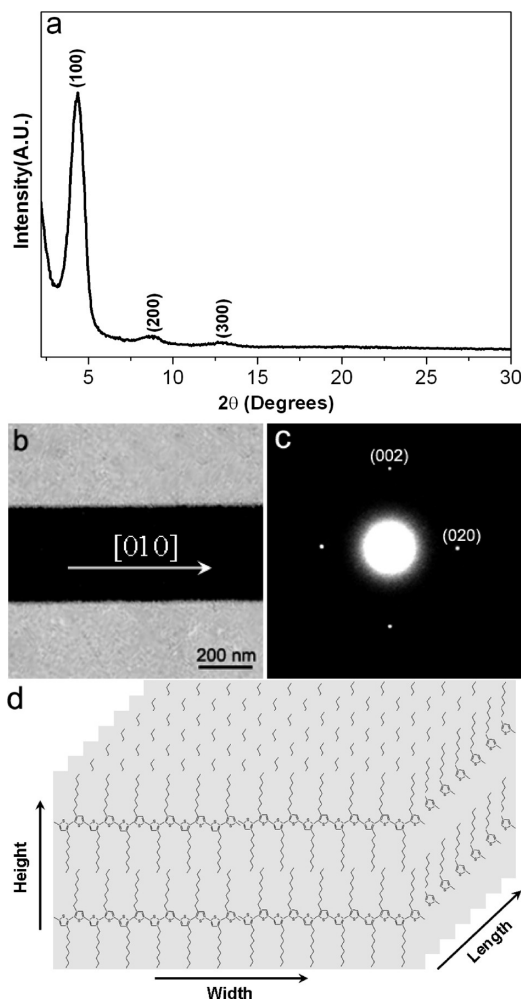 a
Intensity(A.U.)
(100)
(200)
(300)
5 10 15 20 25 30
2θ (Degrees)
b
[010]
200 nm
c
(002)
(020)
d
Height
Width
Length